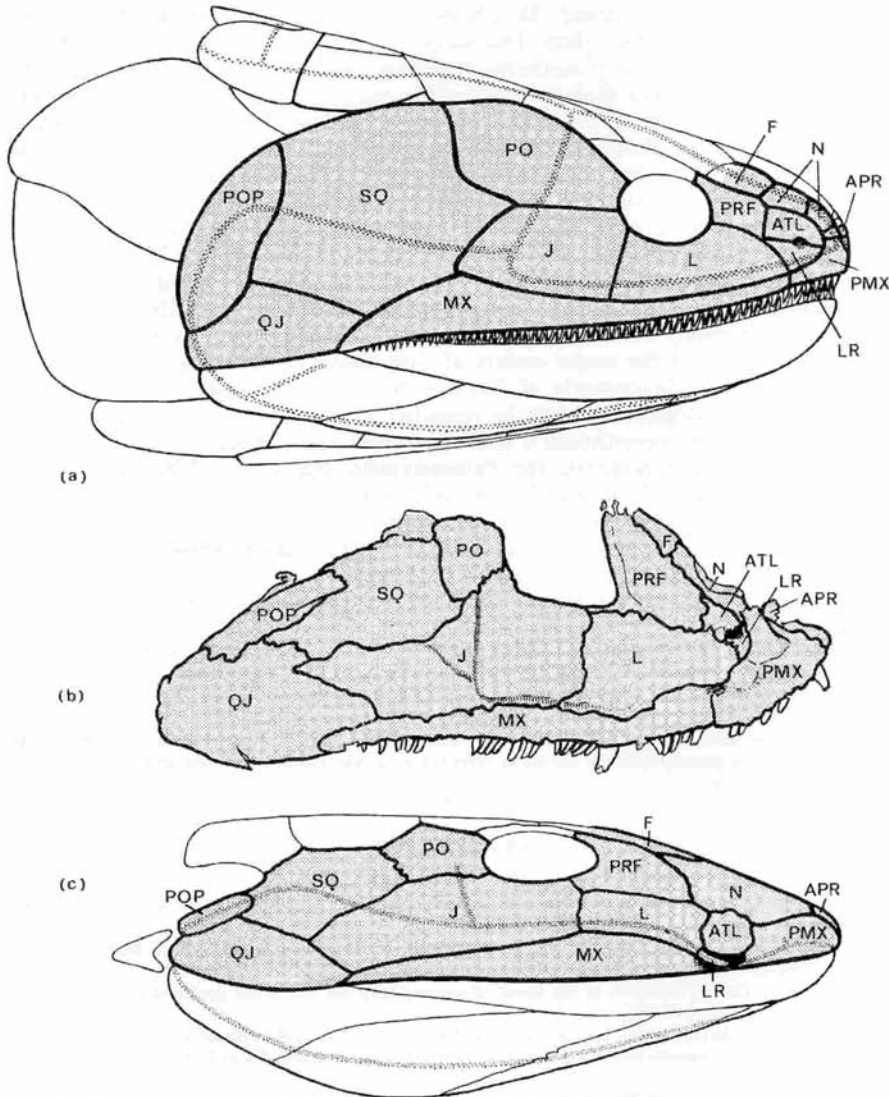 F
N
PO
APR
POP
SQ
PRF
ATL
J
L
PMX
MX
QJ
LR
(a)
PO
F
N
ATL
LR
APR
PRF
SQ
POP
J
L
PMX
QJ
(b)
MX
F
PO
(c)
SQ
PRF
POP
N
APR
J
L
ATL
PMX
QJ
MX
LR